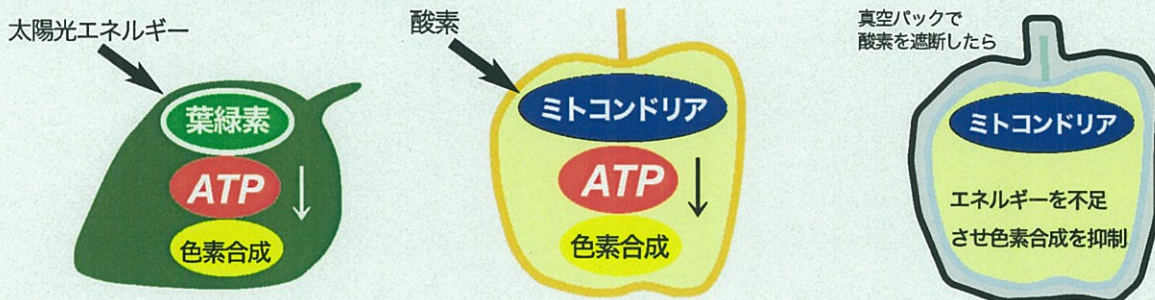 太陽光エネルギー
葉緑素
ATP
色素合成
酸素
ミトコンドリア
ATP
色素合成
真空パックで
酸素を遮断したら
ミトコンドリア
エネルギーを不足
させ色素合成を抑制